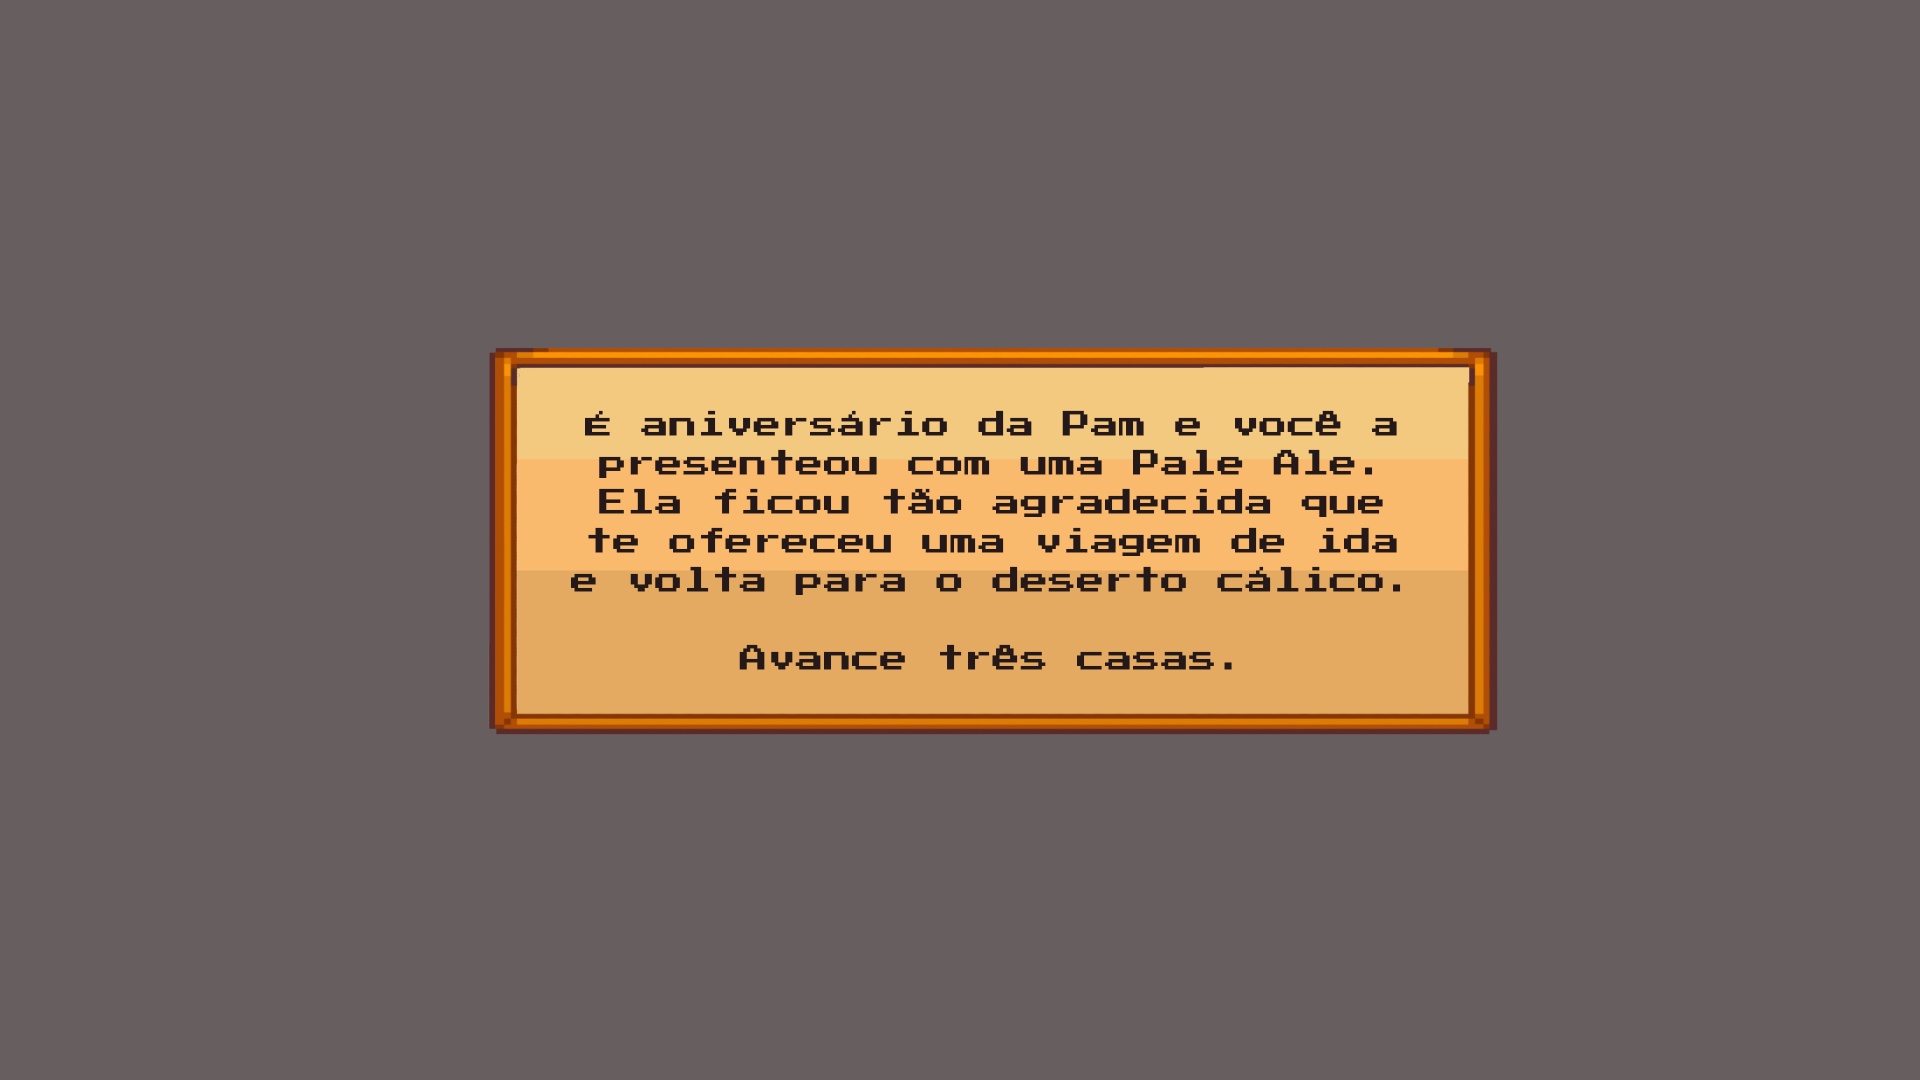 É aniversário da Pam e você a
presenteou com uma Pale Ale.
Ela ficou tão agradecida que
te ofereceu uma viagem de ida
e volta para o deserto cálico.
Avance três casas.